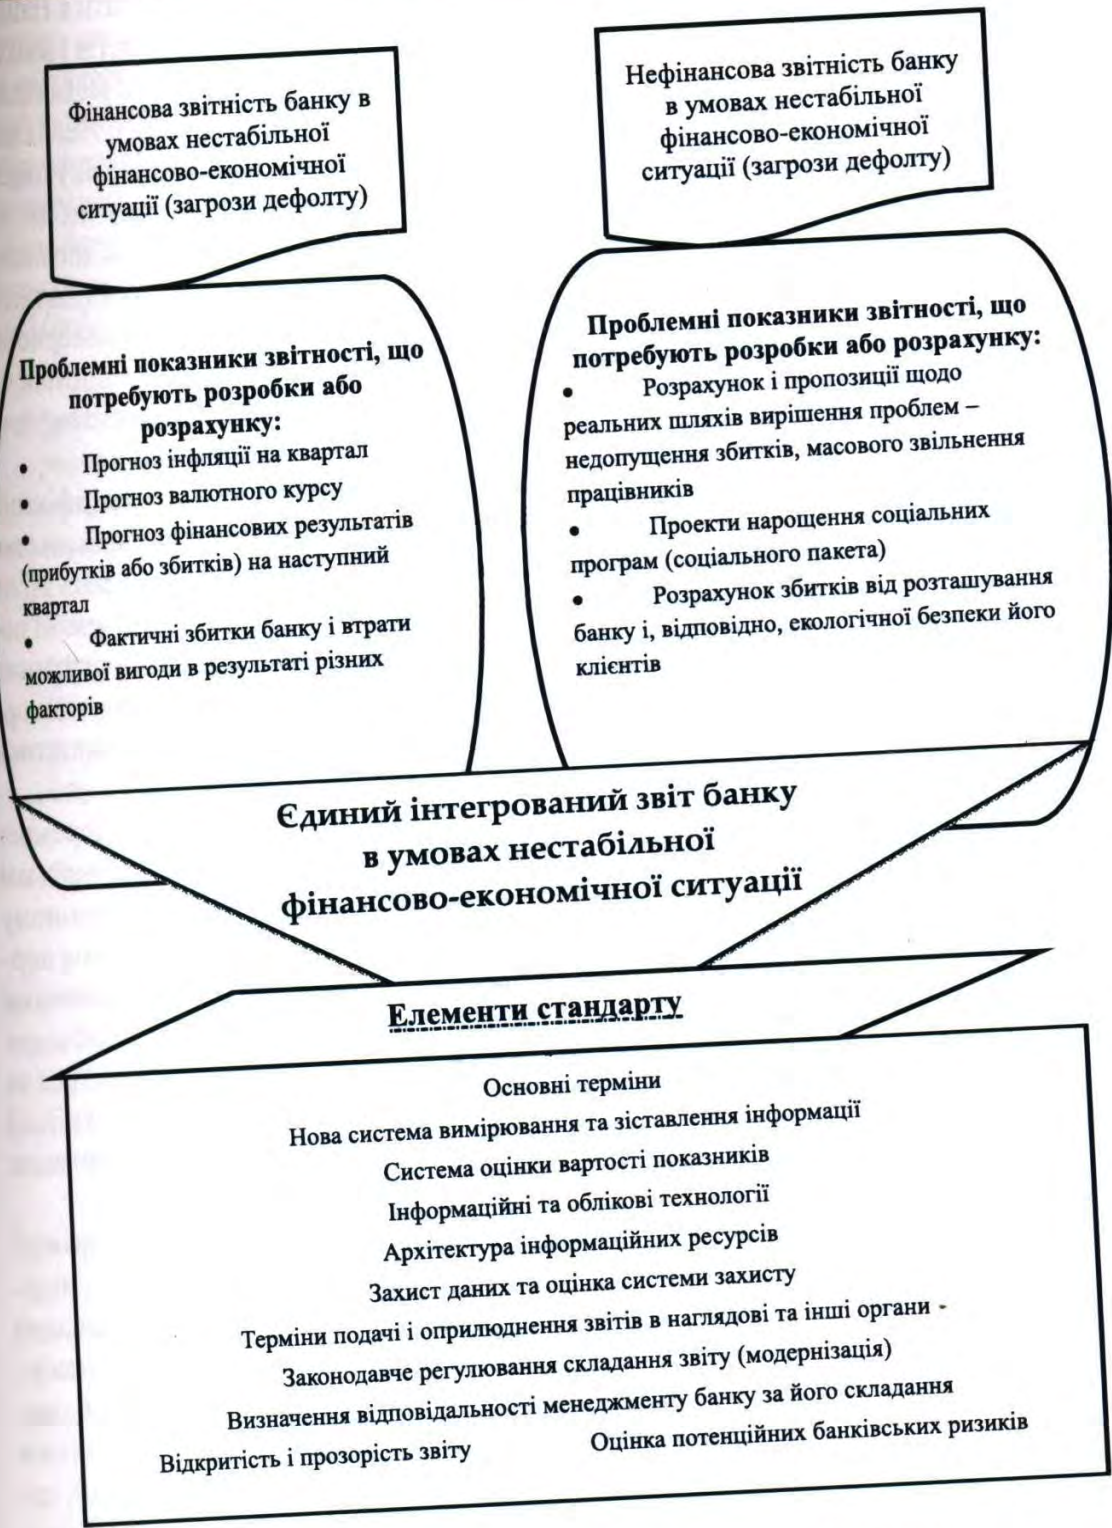 Фінансова звітність банку в
умовах нестабільної
фінансово-економічної
ситуації (загрози дефолту)
Нефінансова звітність банку
в умовах нестабільної
фінансово-економічної
ситуації (загрози дефолту)
Проблемні показники звітності, що
потребують розробки або
розрахунку:
• Прогноз інфляції на квартал
• Прогноз валютного курсу
• Прогноз фінансових результатів
(прибутків або збитків) на наступний
квартал
• Фактичні збитки банку і втрати
можливої вигоди в результаті різних
факторів
Проблемні показники звітності, що
потребують розробки або розрахунку:
• Розрахунок і пропозиції щодо
реальних шляхів вирішення проблем –
недопущення збитків, масового звільнення
працівників
• Проекти нарощення соціальних
програм (соціального пакета)
• Розрахунок збитків від розташування
банку і, відповідно, екологічної безпеки його
клієнтів
Єдиний інтегрований звіт банку
в умовах нестабільної
фінансово-економічної ситуації
Елементи стандарту
Основні терміни
Нова система вимірювання та зіставлення інформації
Система оцінки вартості показників
Інформаційні та облікові технології
Архітектура інформаційних ресурсів
Захист даних та оцінка системи захисту
Терміни подачі і оприлюднення звітів в наглядові та інші органи -
Законодавче регулювання складання звіту (модернізація)
Визначення відповідальності менеджменту банку за його складання
Відкритість і прозорість звіту Оцінка потенційних банківських ризиків